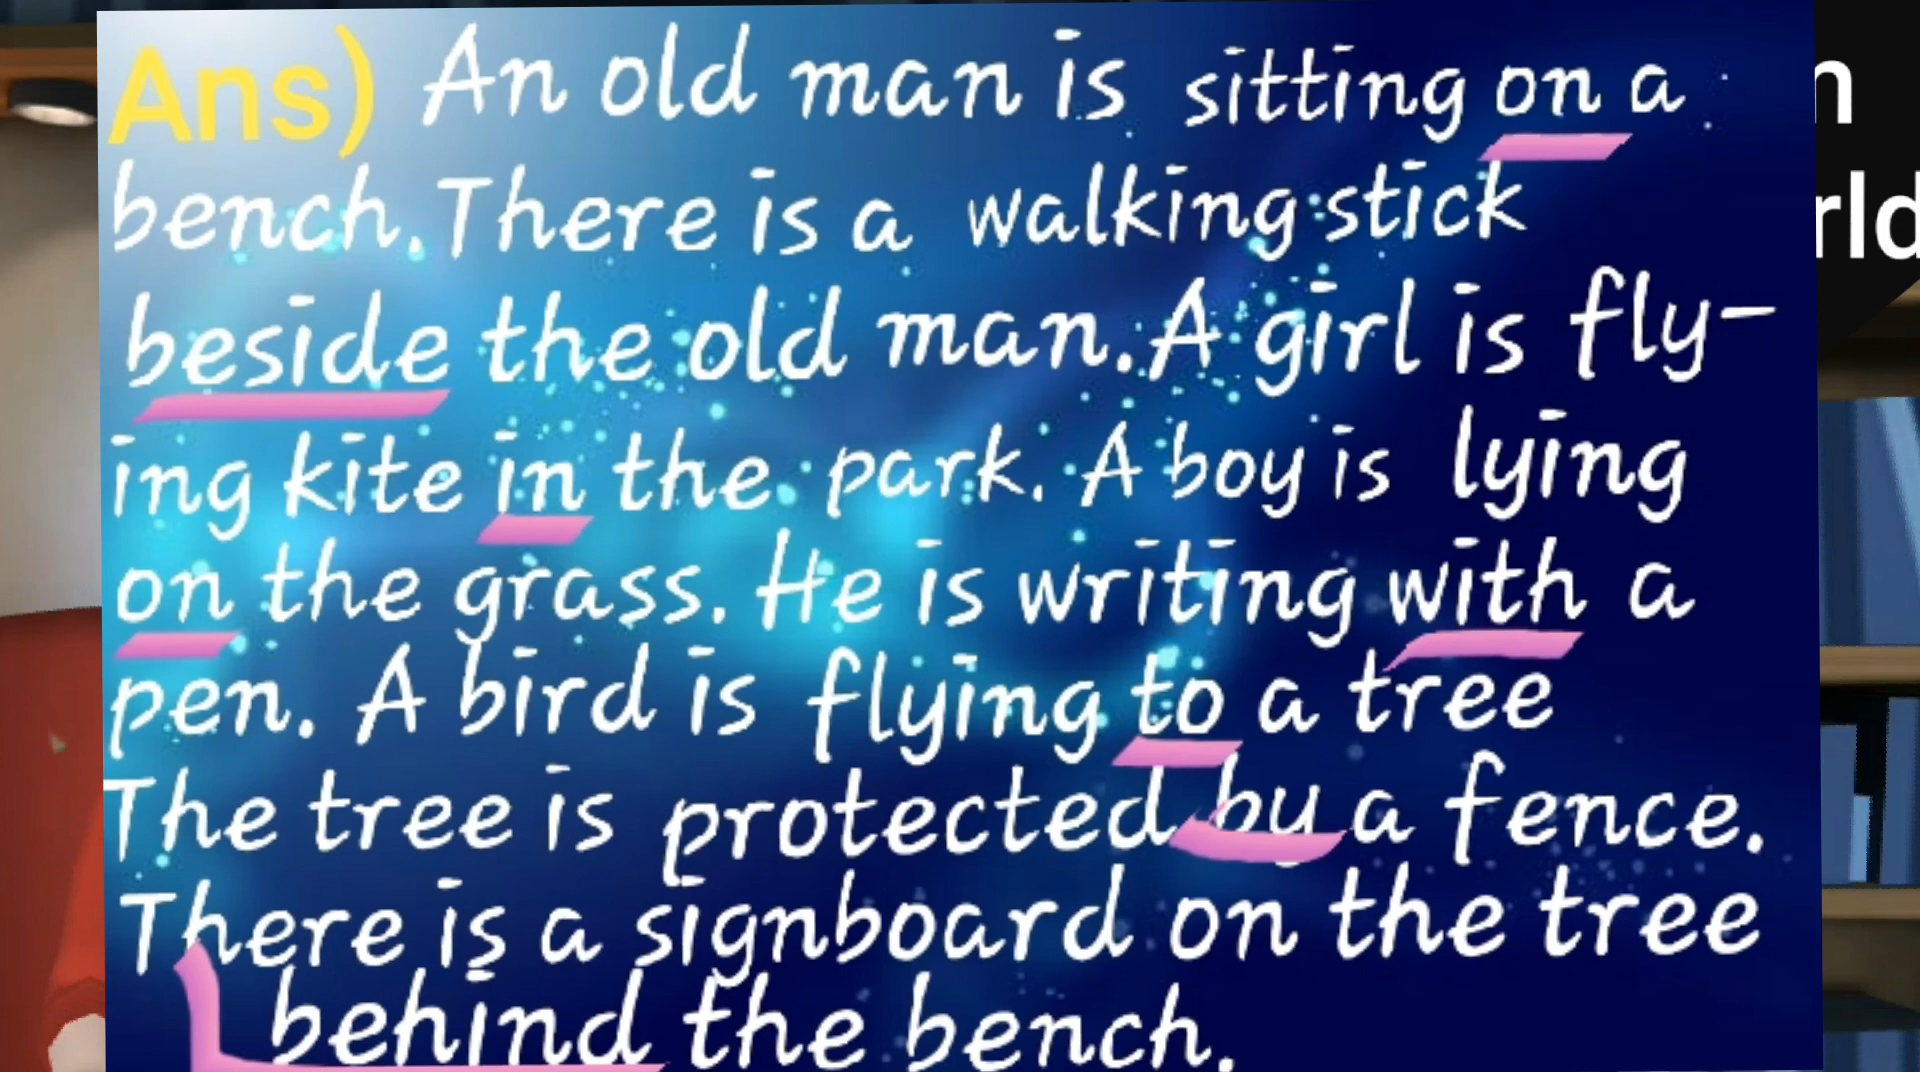 Ans) An old man is sitting on a
bench. There is a walking stick
beside the old man. A girl is fly-
ing kite in the park. A boy is lying
on the grass. He is writing with a
pen. A bird is flying to a tree
The tree is protected by a fence.
There is a signboard on the tree
behind the bench.